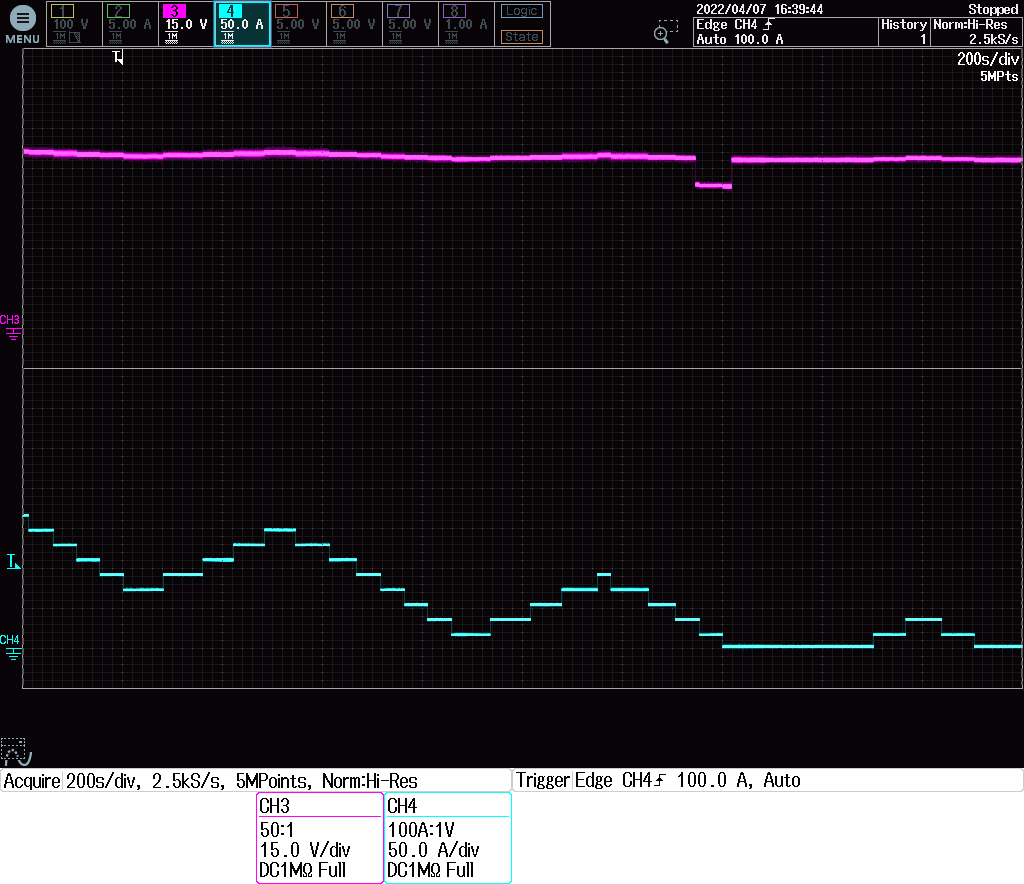 MENU
1 2 3 4 5 6 7 8 Logic
100 V 5.00 A 15.0 V 50.0 A 5.00 V 5.00 V 5.00 V 1.00 A
1M 1M 1M 1M 1M 1M 1M 1M State
2022/04/07 16:39:44 Stopped
Edge CH4 History Norm:Hi-Res
Auto 100.0 A 1 2.5kS/s
T 200s/div
5MPts
CH3
T
CH4
Acquire 200s/div, 2.5kS/s, 5MPoints, Norm:Hi-Res Trigger Edge CH4 100.0 A, Auto
CH3 CH4
50:1 100A:1V
15.0 V/div 50.0 A/div
DC1MΩ Full DC1MΩ Full